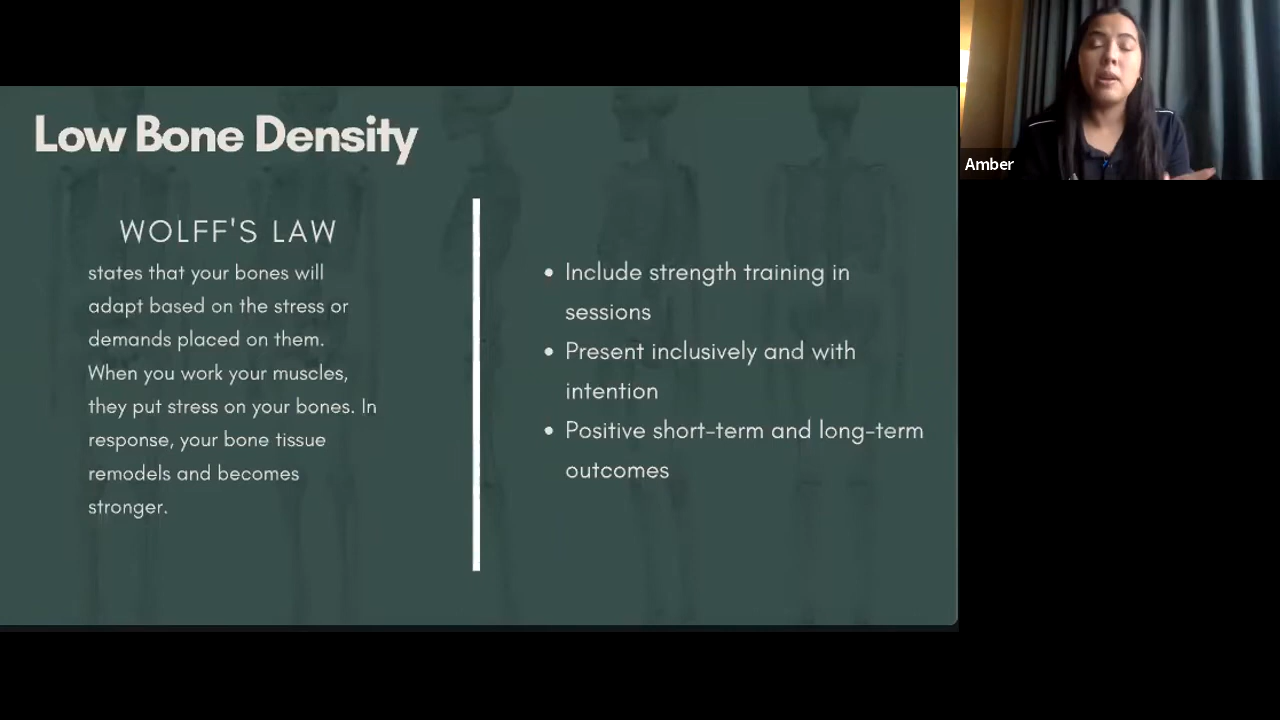 Low Bone Density
WOLFF'S LAW
states that your bones will
adapt based on the stress or
demands placed on them.
When you work your muscles,
they put stress on your bones. In
response, your bone tissue
remodels and becomes
stronger.
• Include strength training in
sessions
• Present inclusively and with
intention
• Positive short-term and long-term
outcomes
Amber